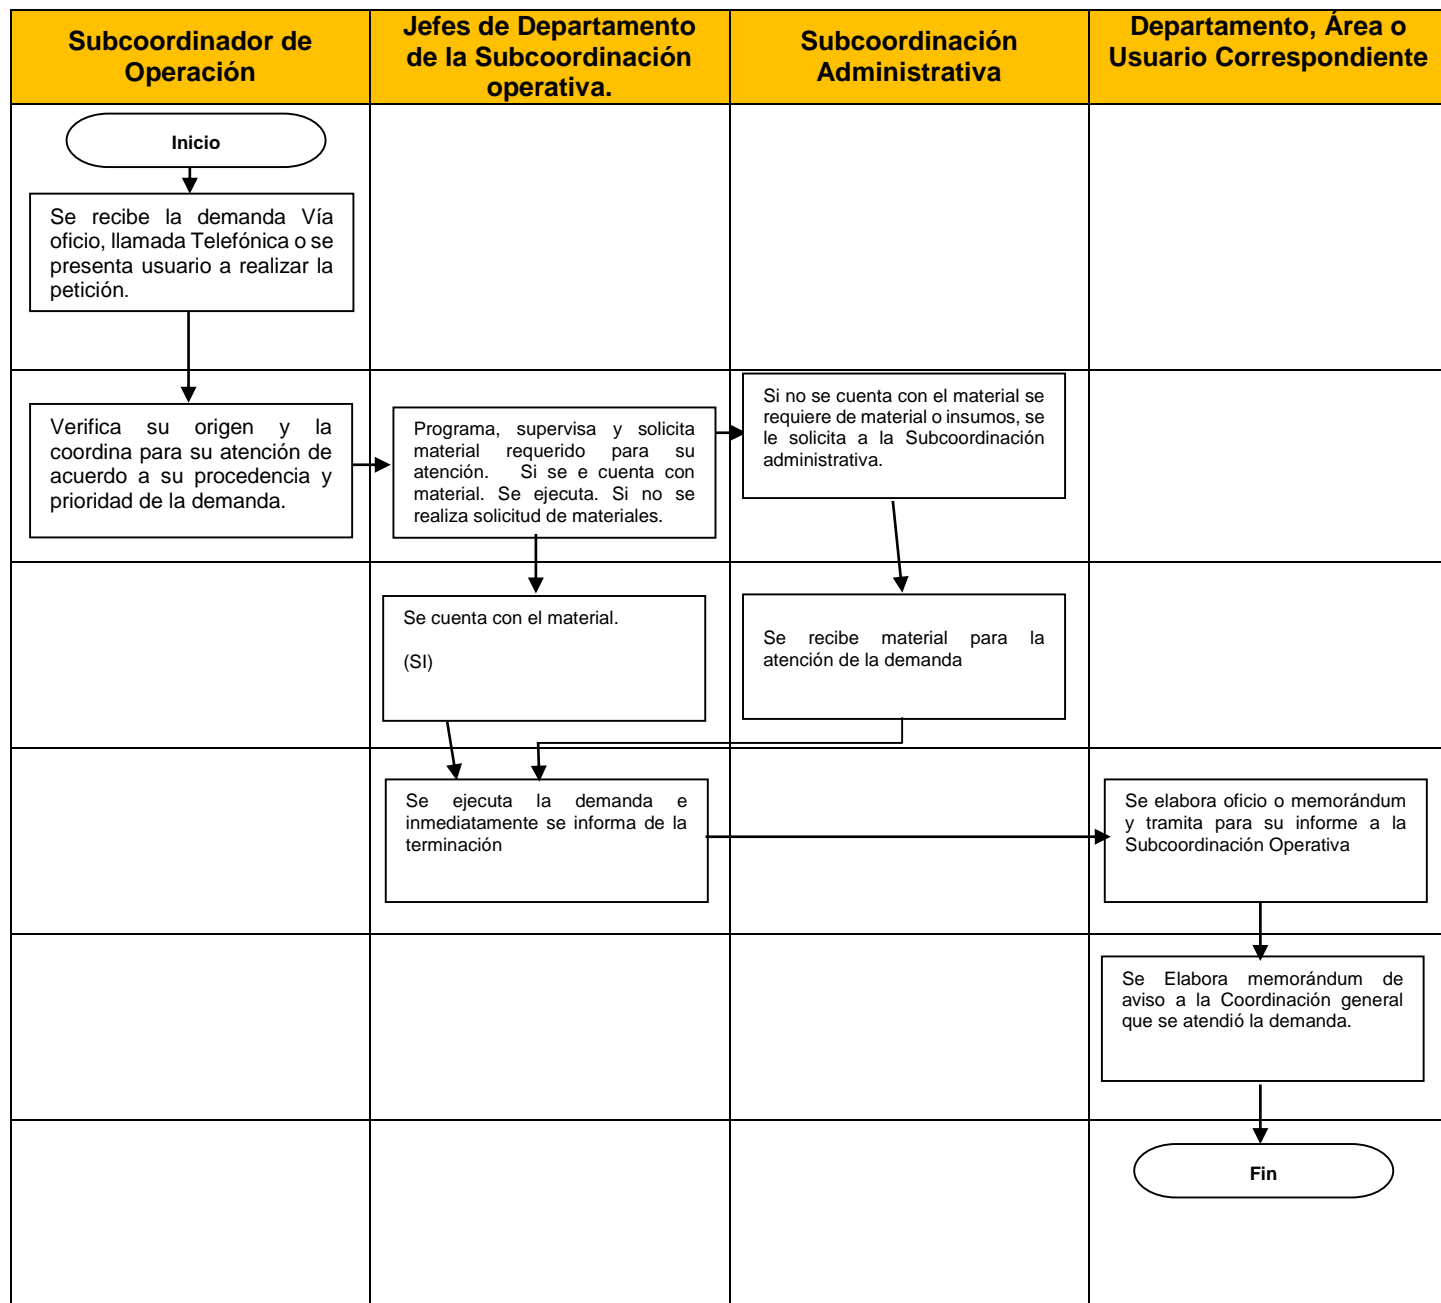 Subcoordinador de
Operación
Jefes de Departamento
de la Subcoordinación
operativa.
Subcoordinación
Administrativa
Departamento, Área o
Usuario Correspondiente
Inicio
Se recibe la demanda Vía
oficio, llamada Telefónica o se
presenta usuario a realizar la
petición.
Verifica su origen y la
coordina para su atención de
acuerdo a su procedencia y
prioridad de la demanda.
Programa, supervisa y solicita
material requerido para su
atención. Si se e cuenta con
material. Se ejecuta. Si no se
realiza solicitud de materiales.
Si no se cuenta con el material se
requiere de material o insumos, se
le solicita a la Subcoordinación
administrativa.
Se cuenta con el material.
(SI)
Se recibe material para la
atención de la demanda
Se ejecuta la demanda e
inmediatamente se informa de la
terminación
Se elabora oficio o memorándum
y tramita para su informe a la
Subcoordinación Operativa
Se Elabora memorándum de
aviso a la Coordinación general
que se atendió la demanda.
Fin